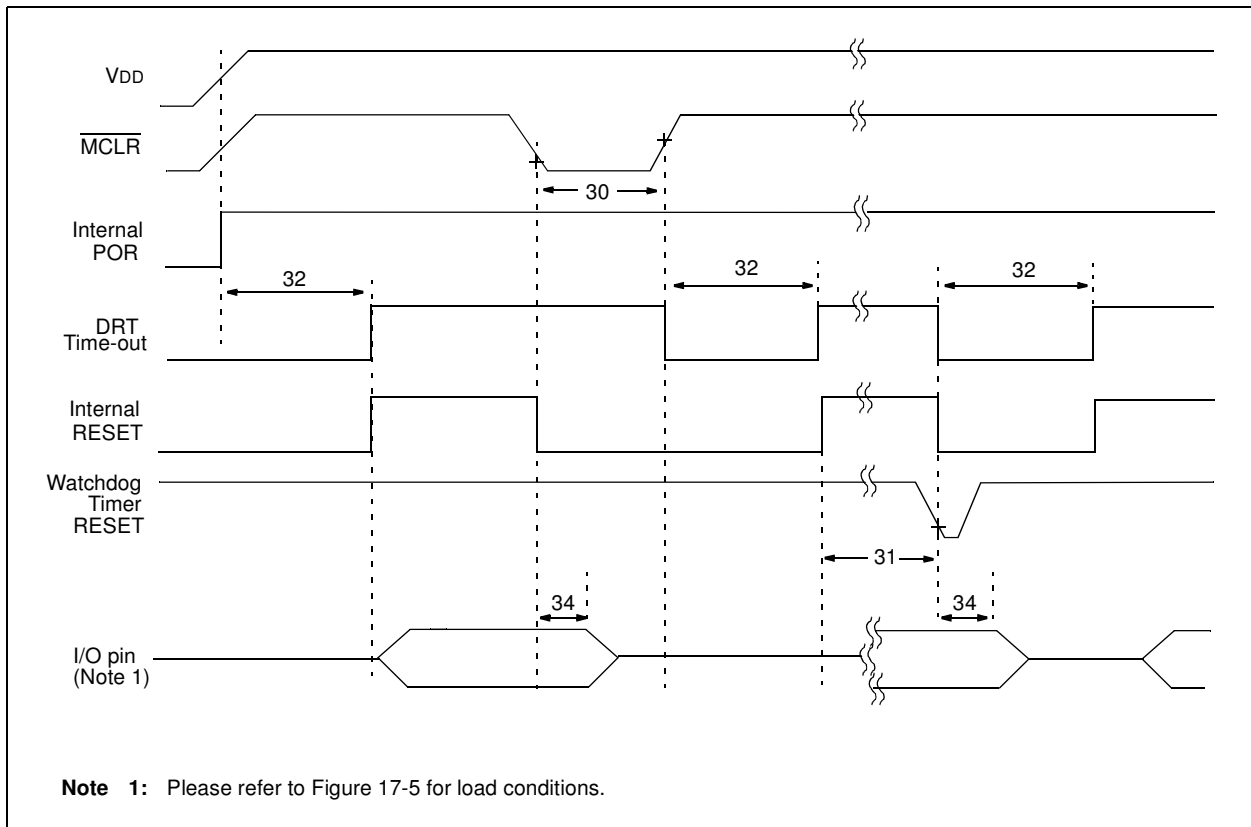 VDD
MCLR
30
Internal
POR
32
32
32
DRT
Time-out
Internal
RESET
Watchdog
Timer
RESET
31
34
34
I/O pin
(Note 1)
Note 1: Please refer to Figure 17-5 for load conditions.